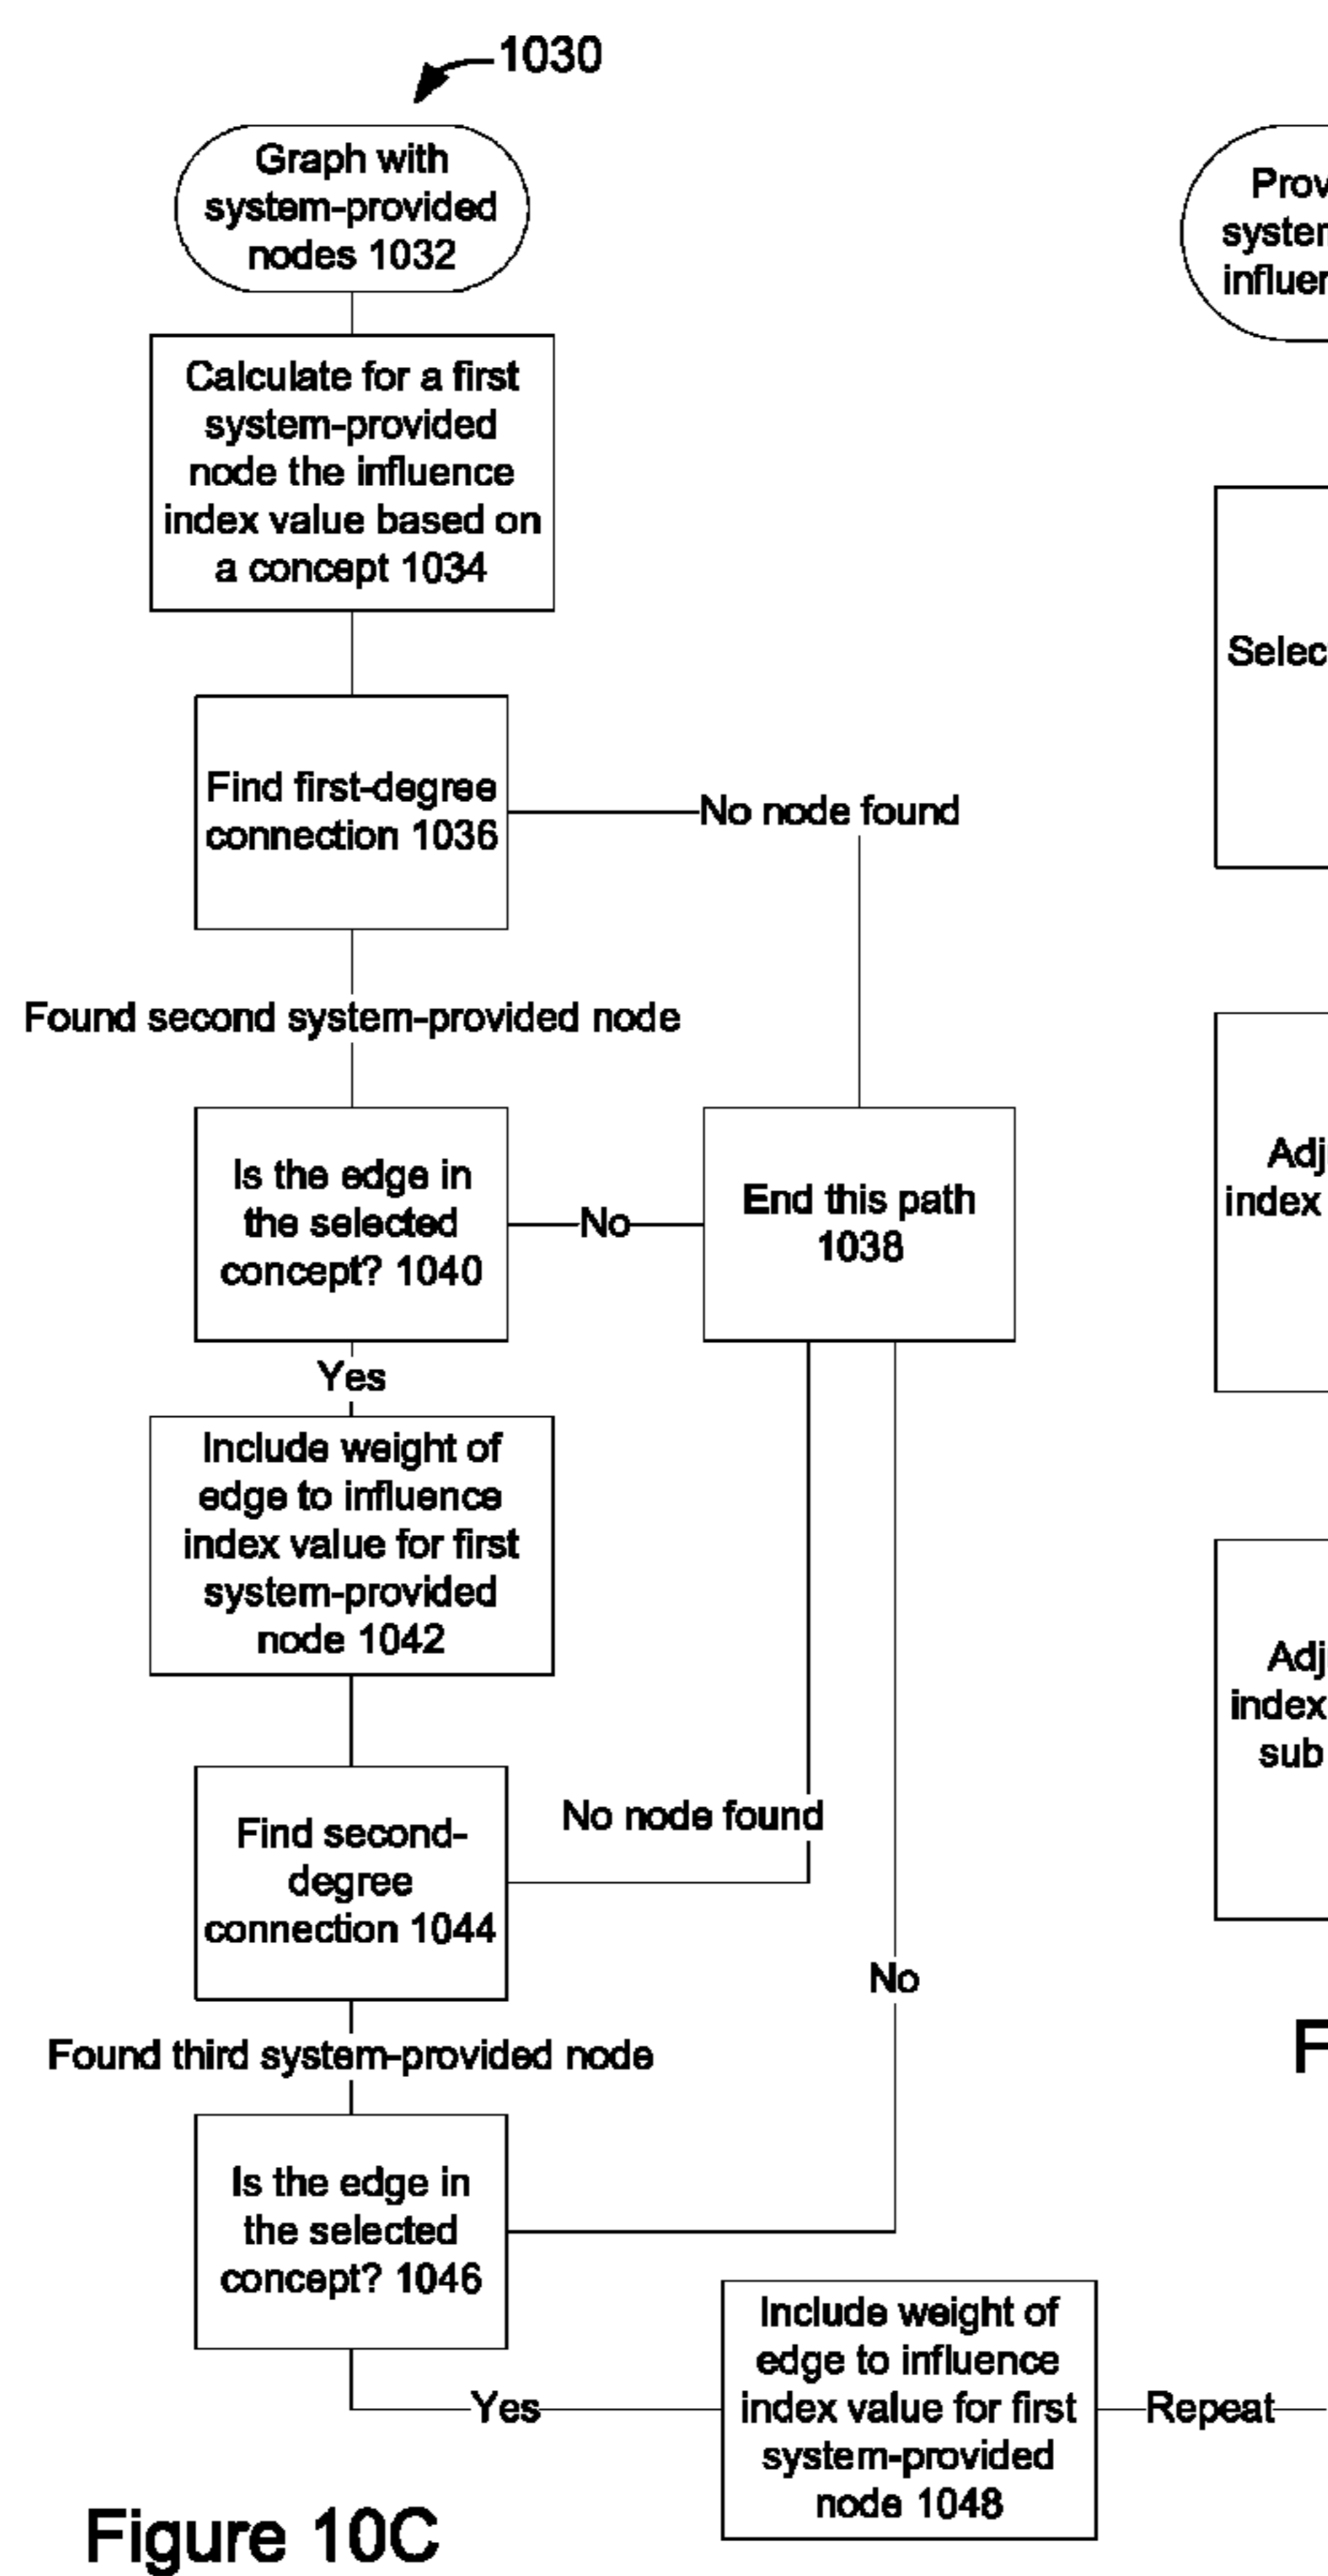 1030
Graph with
system-provided
nodes 1032
Calculate for a first
system-provided
node the influence
index value based on
a concept 1034
Find first-degree
connection 1036
No node found
Found second system-provided node
Is the edge in
the selected
concept? 1040
No
End this path
1038
Yes
Include weight of
edge to influence
index value for first
system-provided
node 1042
Find second-
degree
connection 1044
No node found
No
Found third system-provided node
Is the edge in
the selected
concept? 1046
Yes
Include weight of
edge to influence
index value for first
system-provided
node 1048
Repeat
Figure 10C
index
index
sub
F